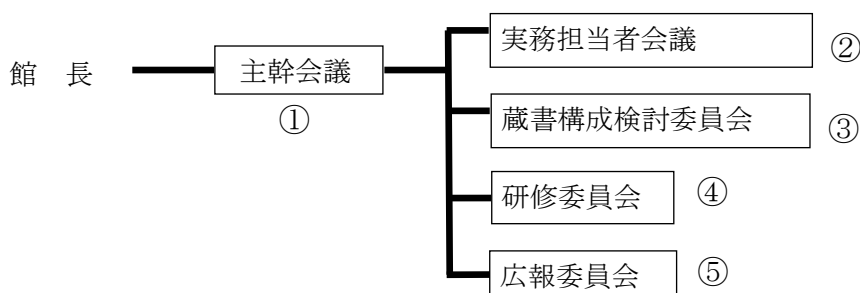 館　長
主幹会議
①
実務担当者会議
②
蔵書構成検討委員会
③
研修委員会
④
広報委員会
⑤